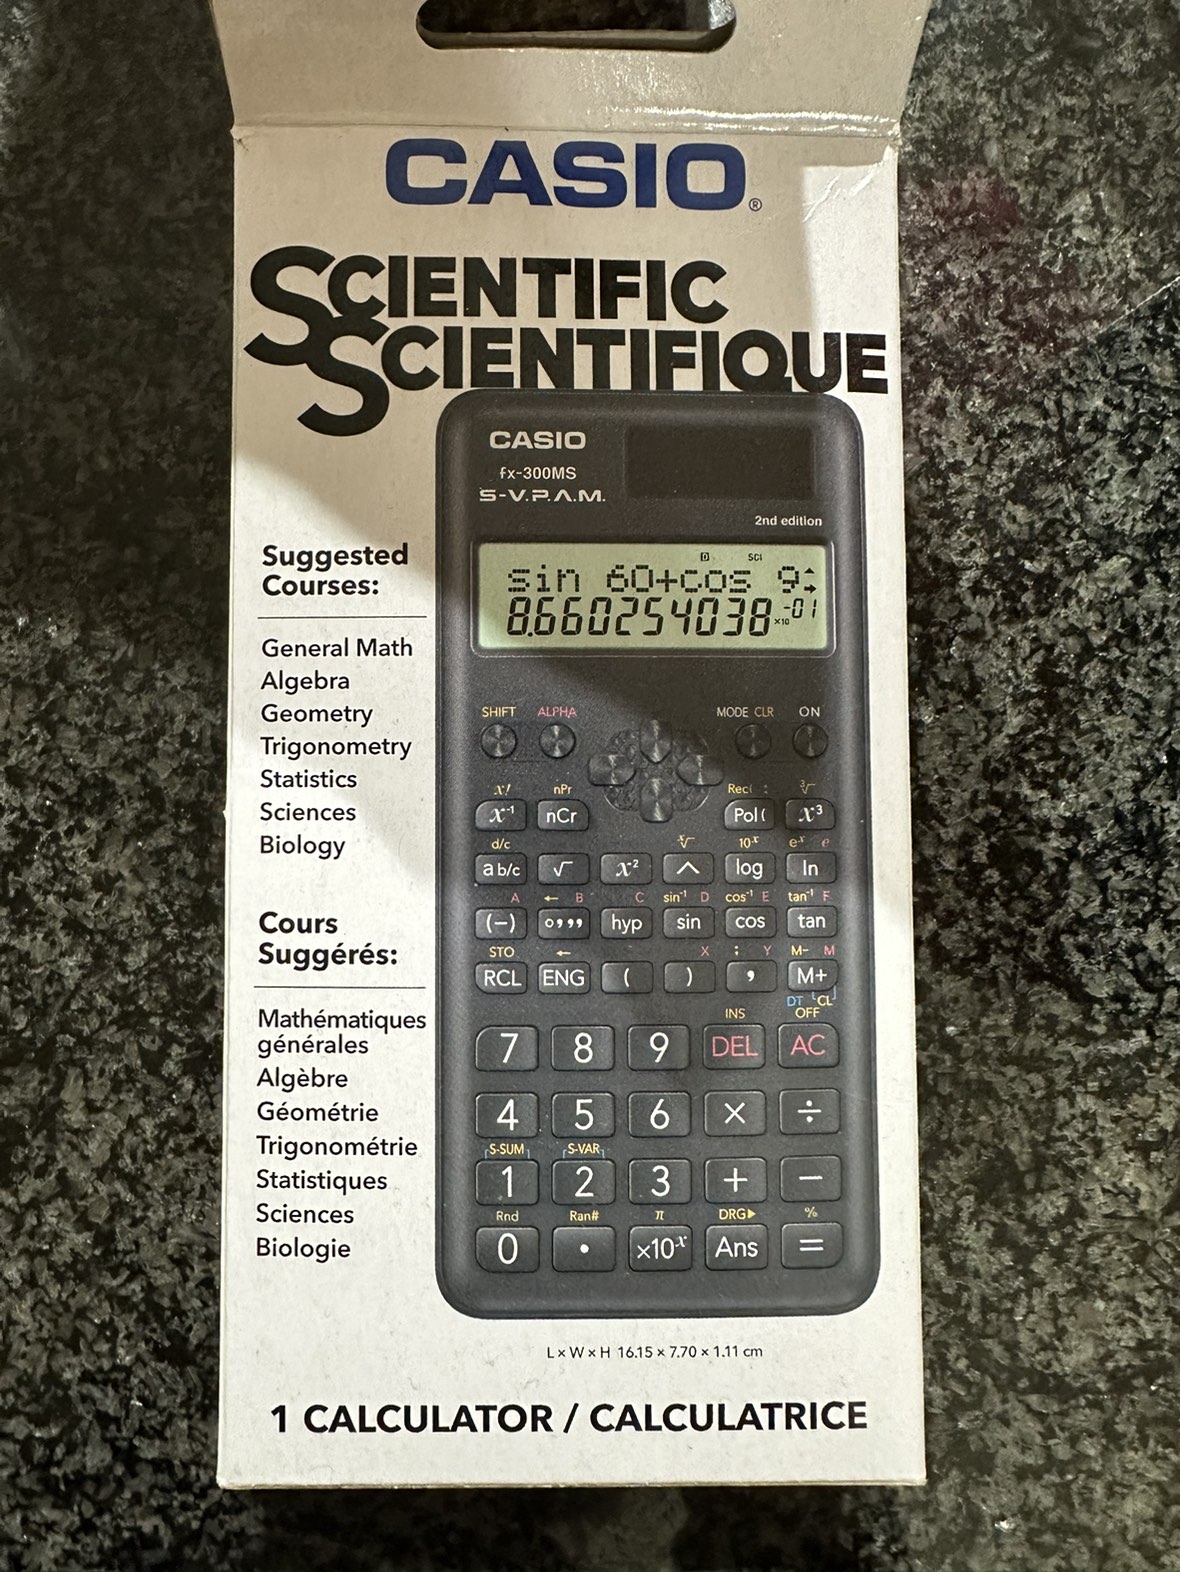 CASIO®
SCIENTIFIC
SCIENTIFIQUE
CASIO
fx-300MS
S-V.P.A.M.
2nd edition
D SCI
sin 60+cos 9
8.660254038×10-01
Suggested
Courses:
General Math
Algebra
Geometry
Trigonometry
Statistics
Sciences
Biology
Cours
Suggérés:
Mathématiques
générales
Algèbre
Géométrie
Trigonométrie
Statistiques
Sciences
Biologie
SHIFT ALPHA MODE CLR ON
x! nPr Rec( : ³√
x⁻¹ nCr Pol( x³
d/c ˣ√ 10ˣ eˣ e
a b/c √ x² ^ log ln
A ← B C sin⁻¹ D cos⁻¹ E tan⁻¹ F
(−) o,,, hyp sin cos tan
STO ← X ; Y M- M
RCL ENG ( ) , M+
DT CL
INS OFF
7 8 9 DEL AC
4 5 6 × ÷
S-SUM S-VAR
1 2 3 + −
Rnd Ran# π DRG▶ %
0 • ×10ˣ Ans =
L x W x H 16.15 x 7.70 x 1.11 cm
1 CALCULATOR / CALCULATRICE